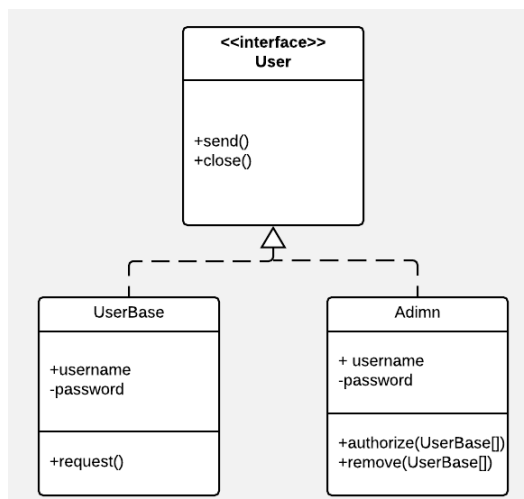 <<interface>>
User
+send()
+close()
UserBase
+username
-password
+request()
Adimn
+ username
-password
+authorize(UserBase[])
+remove(UserBase[])